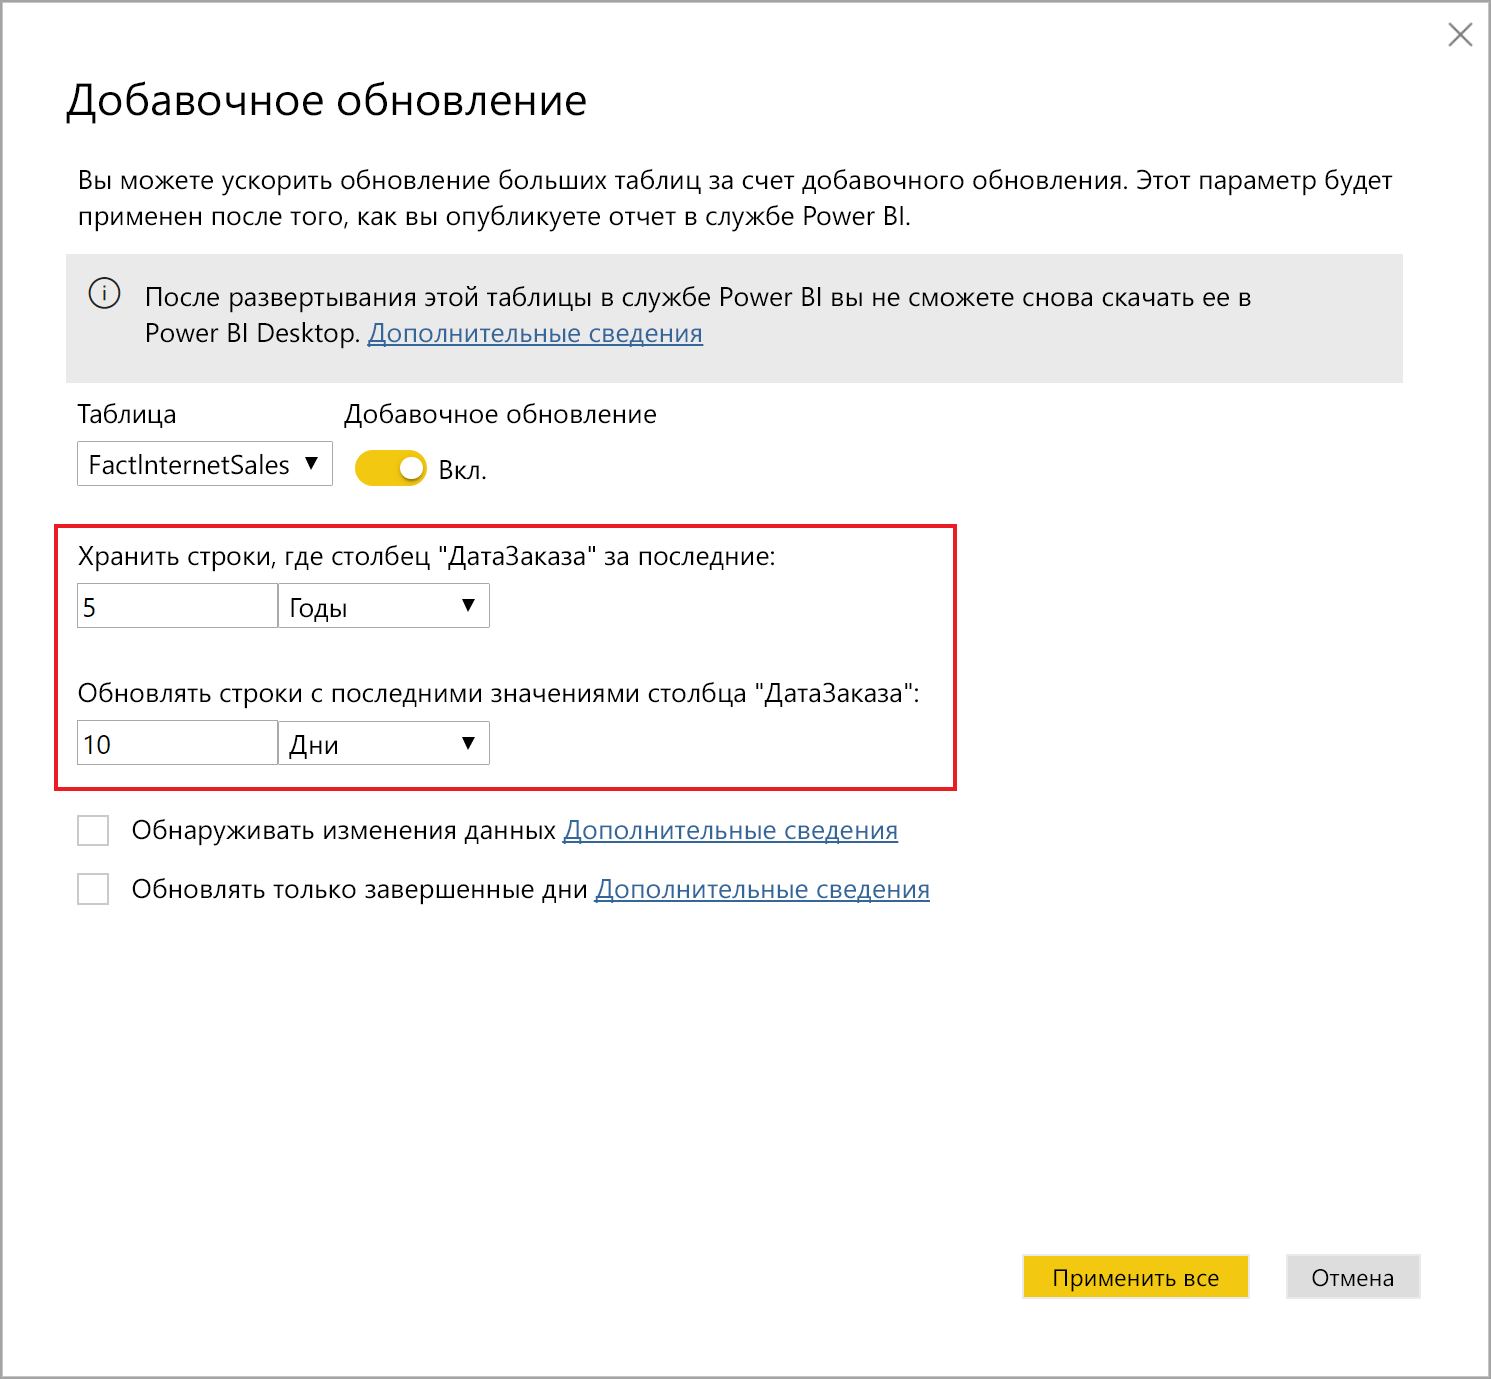 Добавочное обновление
Вы можете ускорить обновление больших таблиц за счет добавочного обновления. Этот параметр будет
применен после того, как вы опубликуете отчет в службе Power BI.
После развертывания этой таблицы в службе Power BI вы не сможете снова скачать ее в
Power BI Desktop. Дополнительные сведения
Таблица Добавочное обновление
FactInternetSales Вкл.
Хранить строки, где столбец "ДатаЗаказа" за последние:
5 Годы
Обновлять строки с последними значениями столбца "ДатаЗаказа":
10 Дни
Обнаруживать изменения данных Дополнительные сведения
Обновлять только завершенные дни Дополнительные сведения
Применить все Отмена